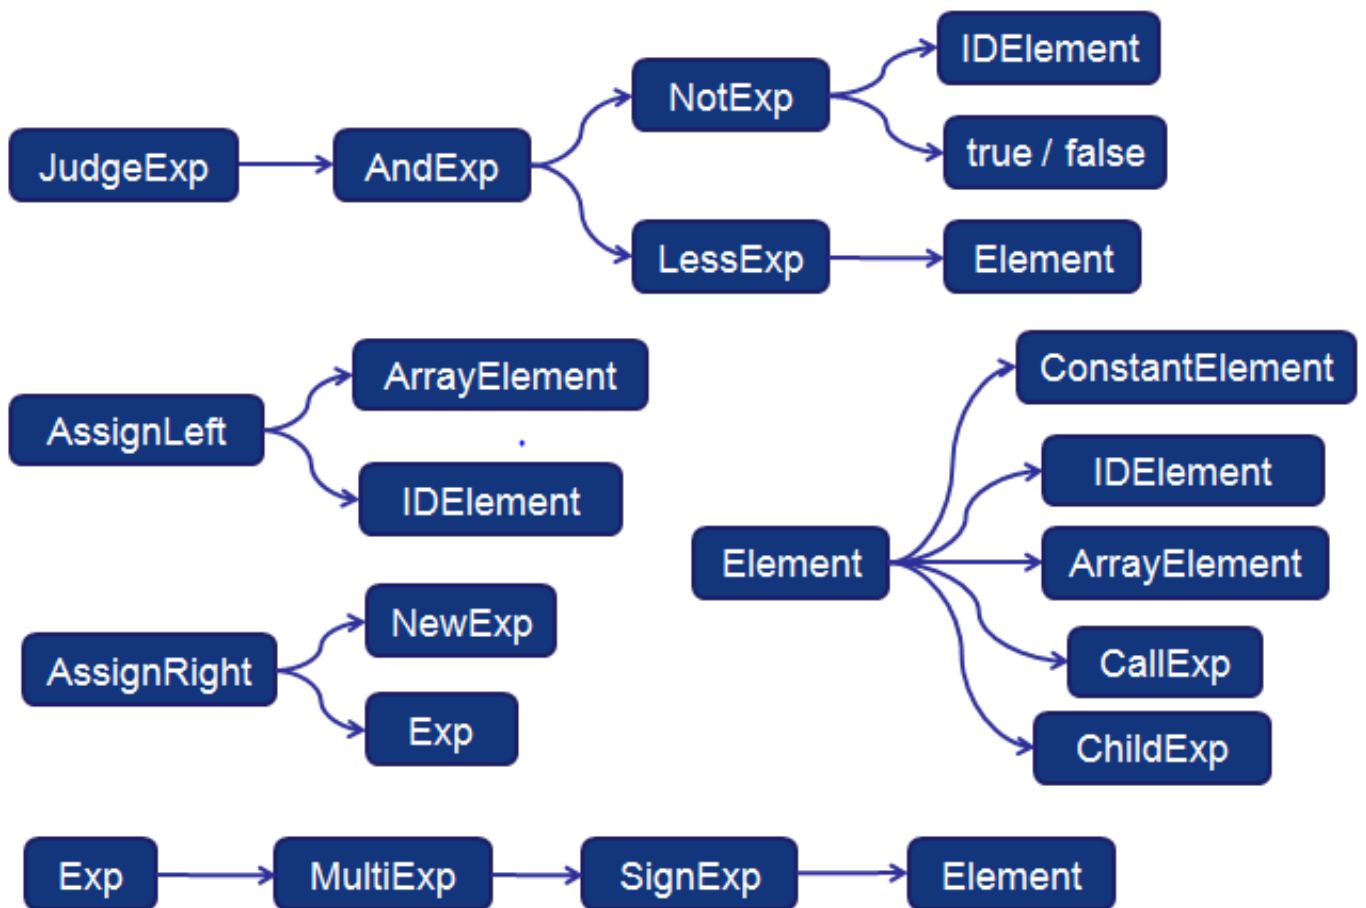 IDElement
NotExp
true / false
JudgeExp
AndExp
LessExp
Element
ArrayElement
AssignLeft
IDElement
ConstantElement
IDElement
Element
ArrayElement
CallExp
ChildExp
NewExp
AssignRight
Exp
Exp
MultiExp
SignExp
Element